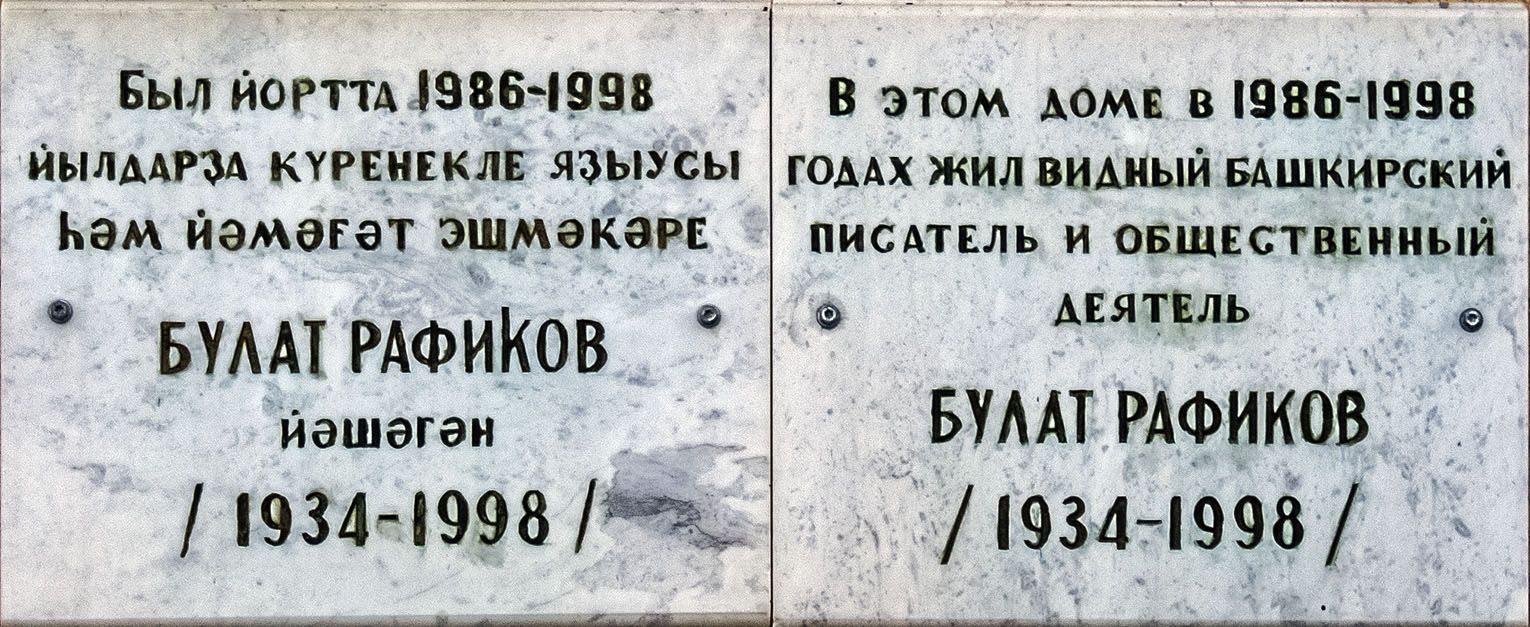 Был йортта 1986-1998
йылдарҙа күренекле яҙыусы
һәм йәмәғәт эшмәкәре
БУЛАТ РАФИКОВ
йәшәгән
/ 1934-1998 /
В этом доме в 1986-1998
годах жил видный башкирский
писатель и общественный
деятель
БУЛАТ РАФИКОВ
/ 1934-1998 /